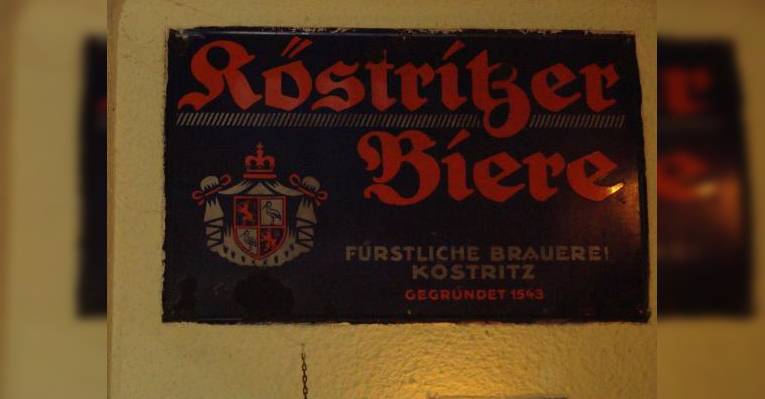 Köstritzer
Biere
FÜRSTLICHE BRAUEREI
KÖSTRITZ
GEGRÜNDET 1543